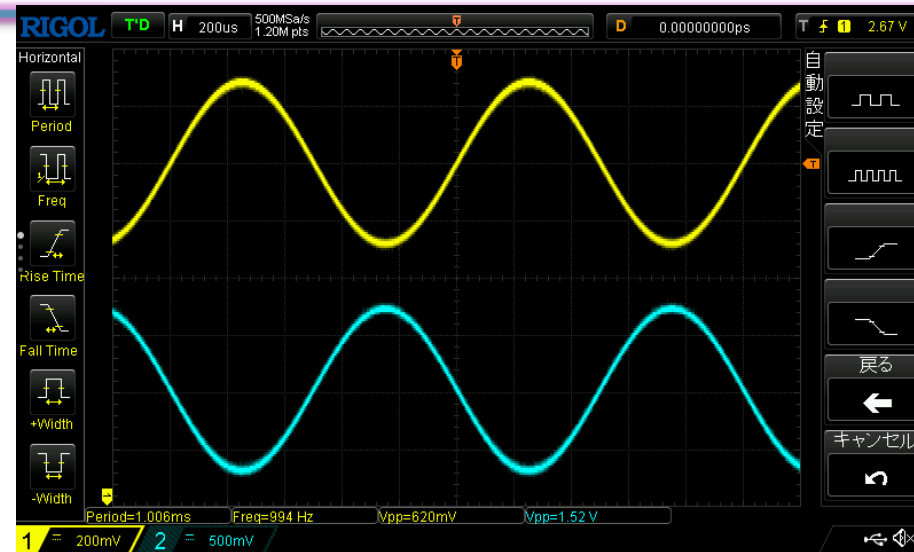 RIGOL T'D H 200us 500MSa/s 1.20M pts D 0.00000000ps T 1 2.67 V
Horizontal
Period
Freq
Rise Time
Fall Time
+Width
-Width
T
T
自動設定
戻る
キャンセル
Period=1.006ms Freq=994 Hz Vpp=620mV Vpp=1.52 V
1 = 200mV 2 = 500mV